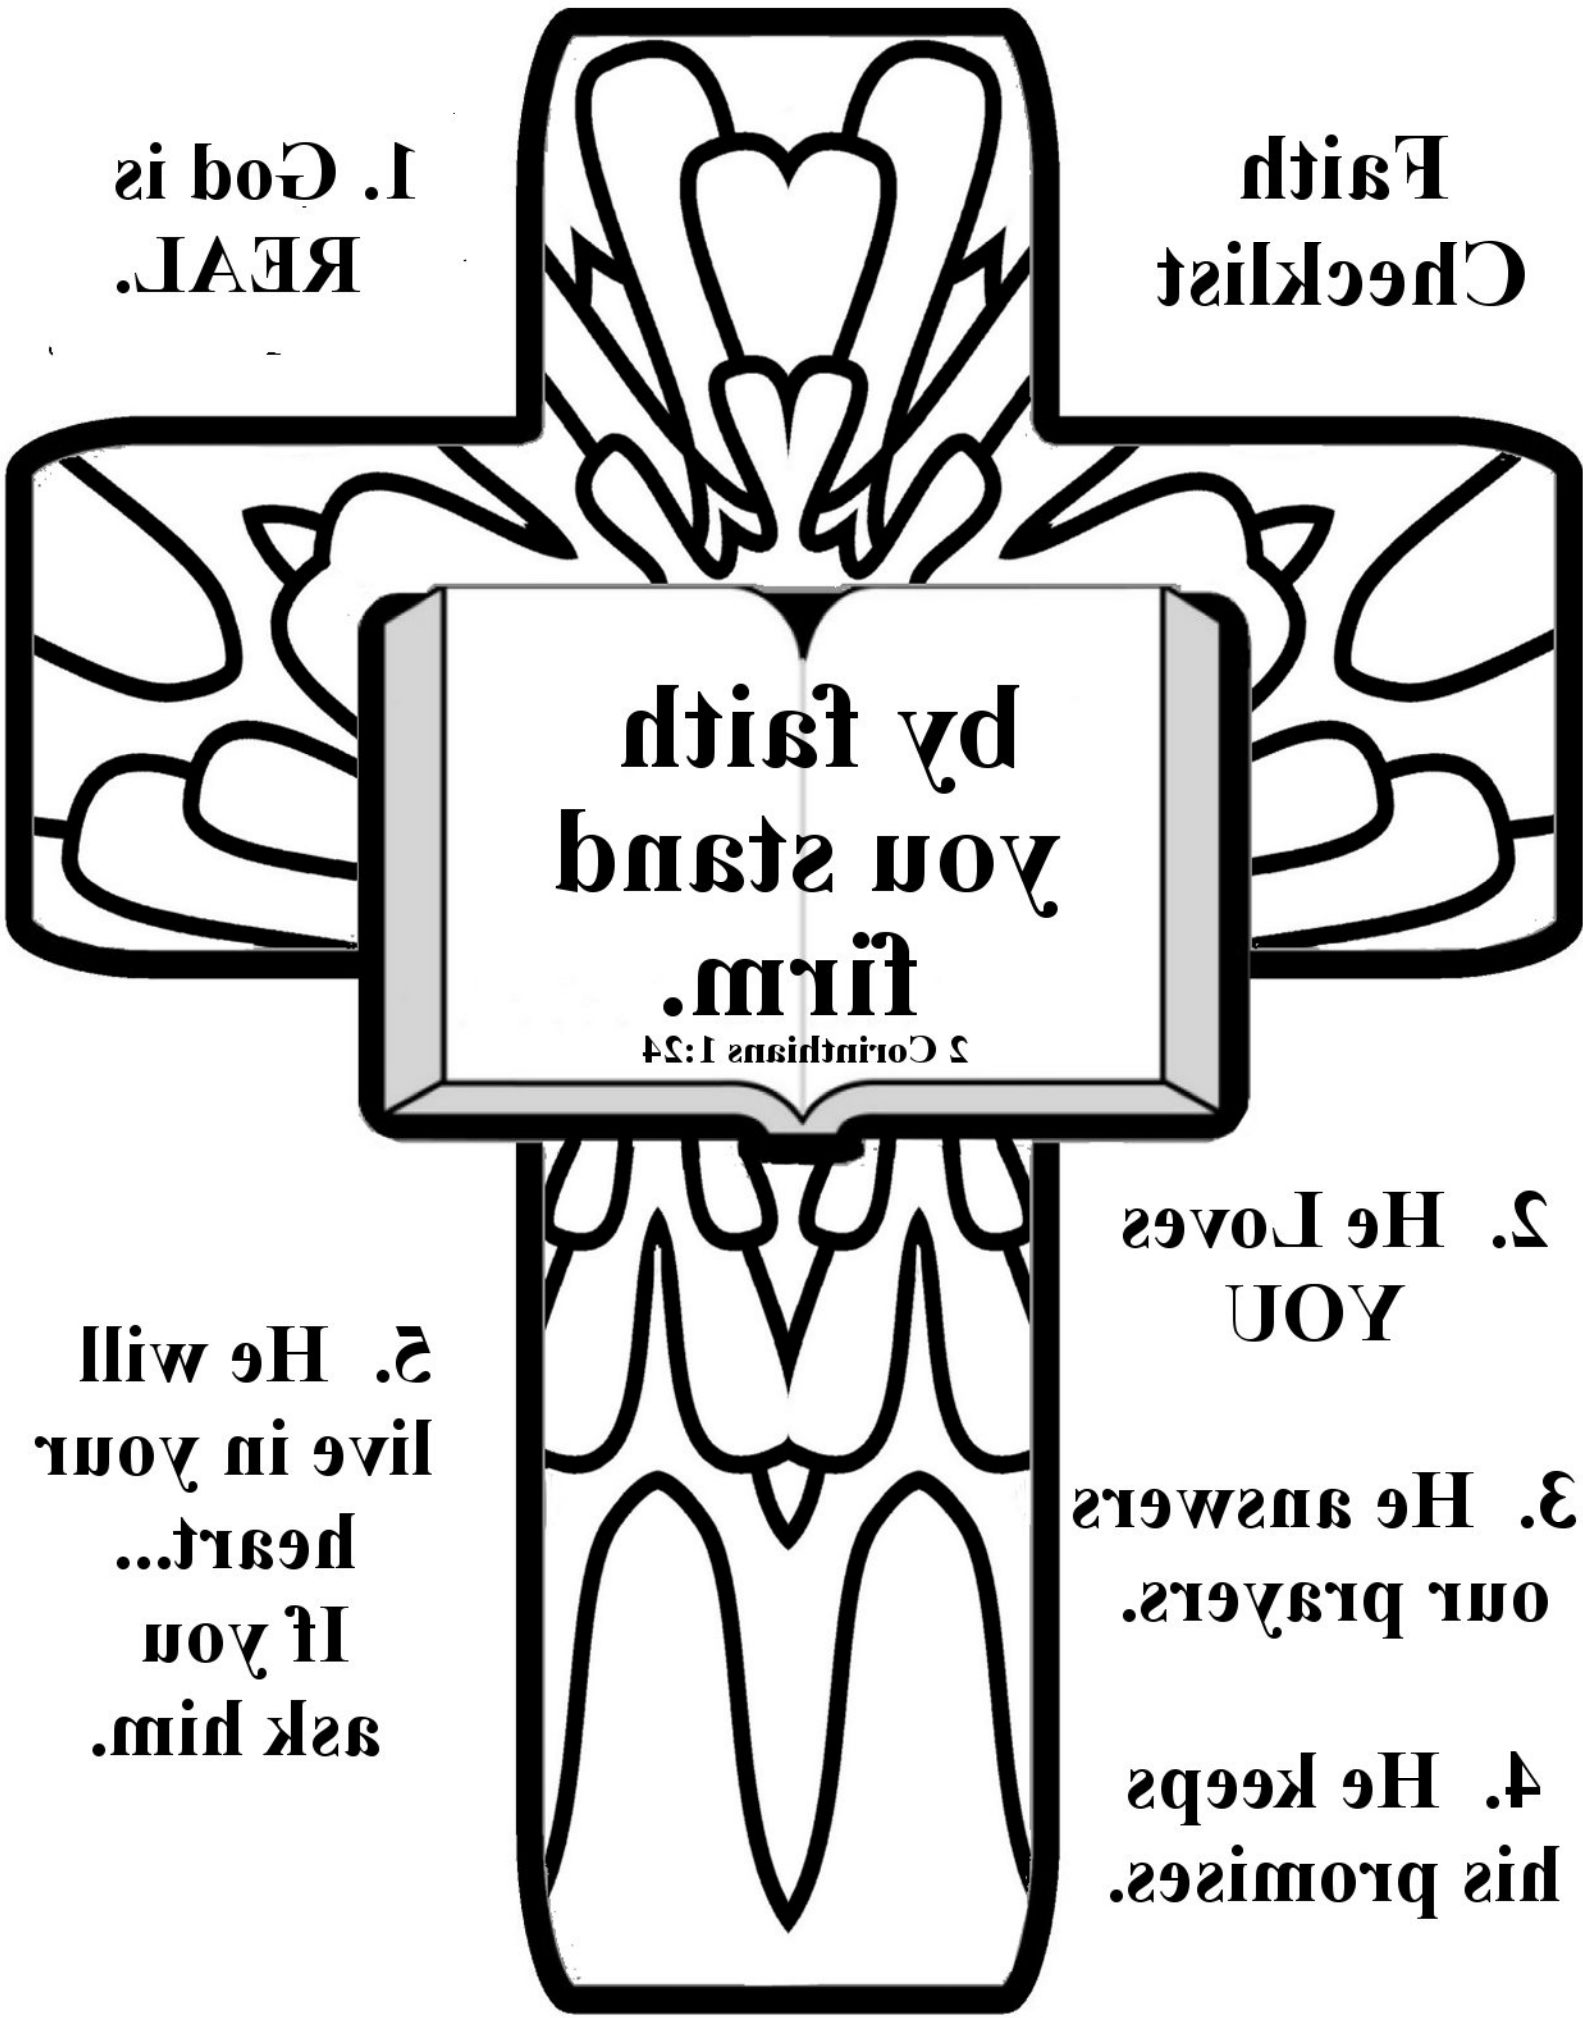 Faith
Checklist
1. God is
REAL.
by faith
you stand
firm.
2 Corinthians 1:24
2. He Loves
YOU
3. He answers
our prayers.
4. He keeps
his promises.
5. He will
live in your
heart...
If you
ask him.